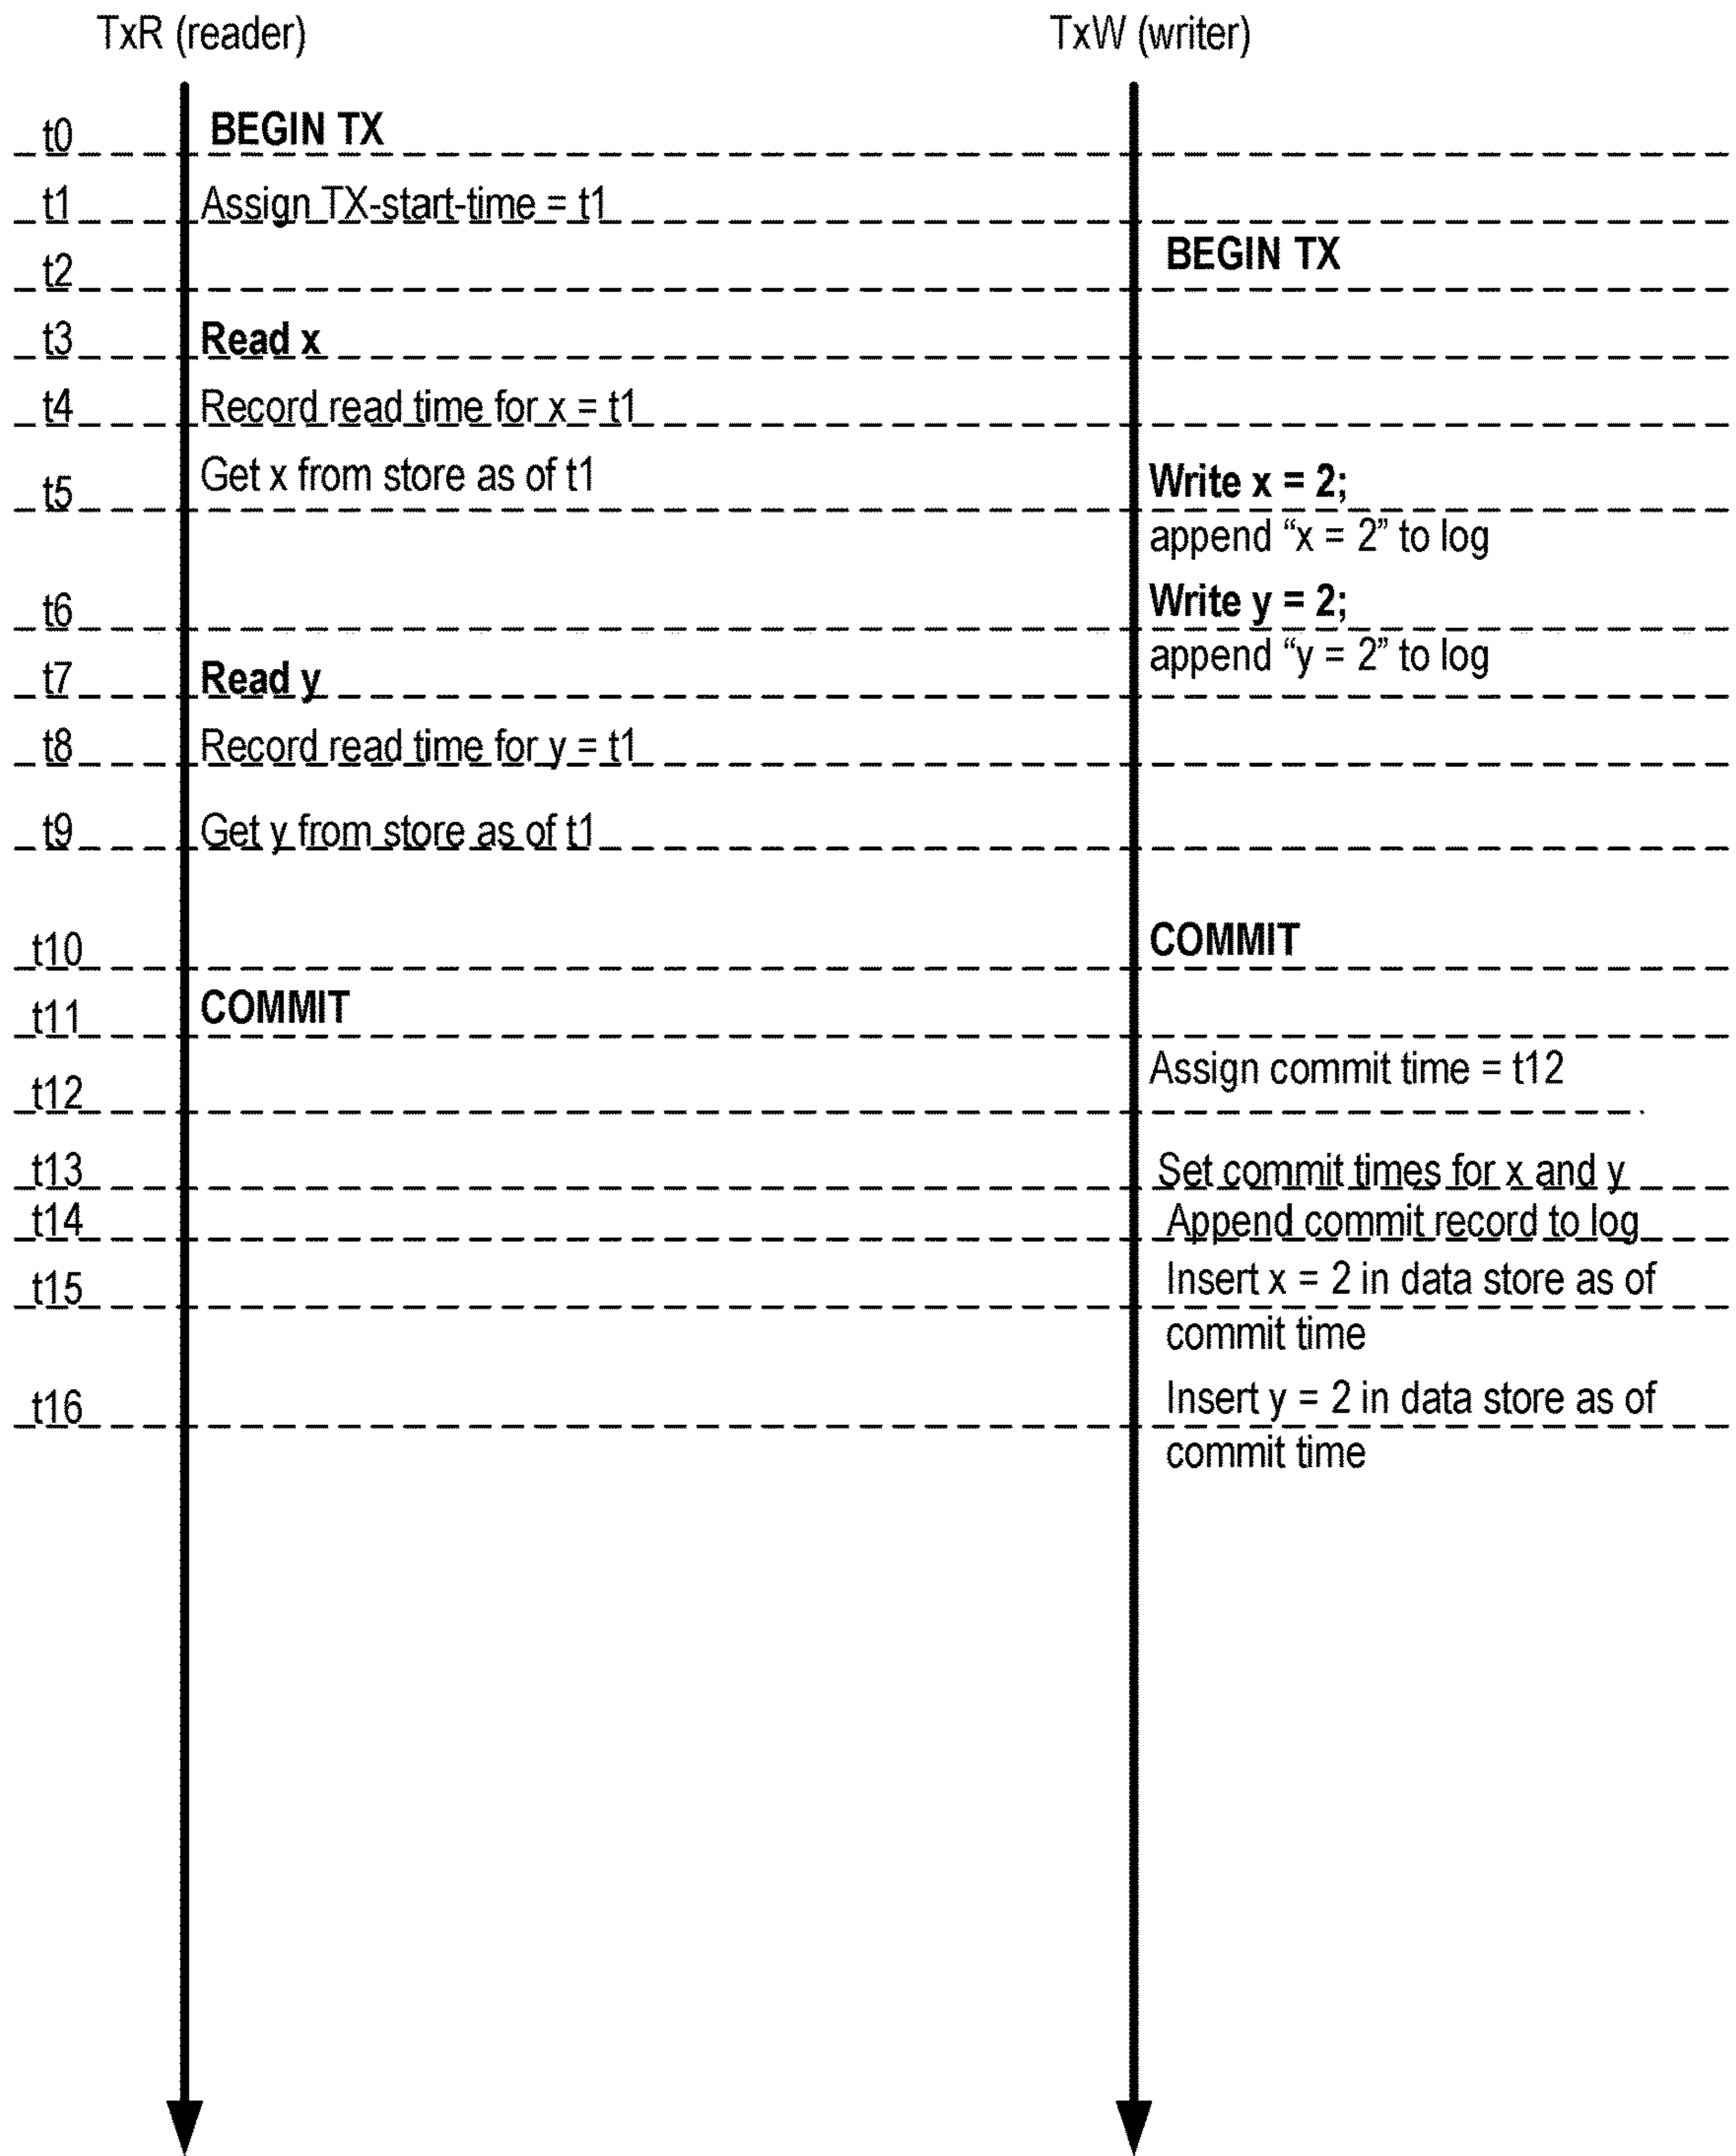 TxR (reader)
TxW (writer)
t0
BEGIN TX
t1
Assign TX-start-time = t1
t2
BEGIN TX
t3
Read x
t4
Record read time for x = t1
t5
Get x from store as of t1
Write x = 2;
append “x = 2” to log
t6
Write y = 2;
append “y = 2” to log
t7
Read y
t8
Record read time for y = t1
t9
Get y from store as of t1
t10
COMMIT
t11
COMMIT
t12
Assign commit time = t12
t13
Set commit times for x and y
t14
Append commit record to log
t15
Insert x = 2 in data store as of
commit time
t16
Insert y = 2 in data store as of
commit time